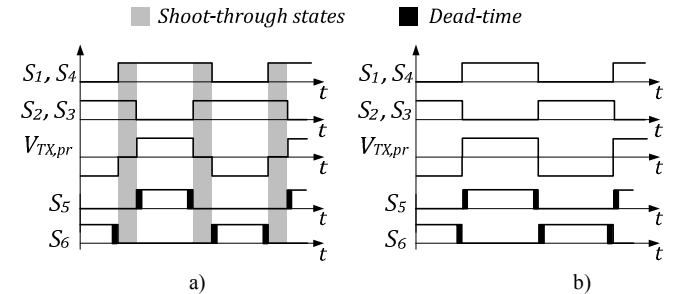 Shoot-through states Dead-time
S1, S4 t S1, S4 t
S2, S3 t S2, S3 t
VTX,pr t VTX,pr t
S5 t S5 t
S6 t S6 t
a) b)